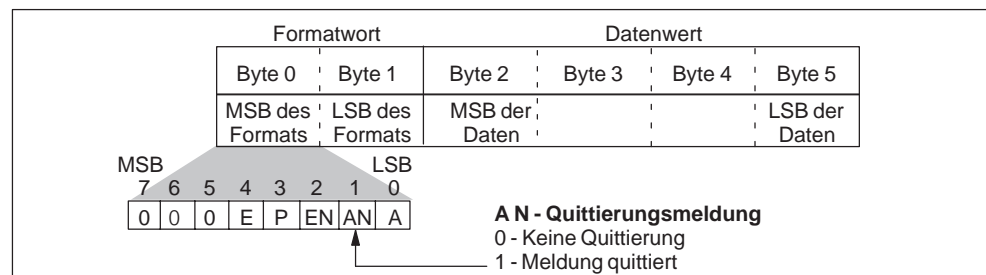 Formatwort Datenwert
Byte 0 Byte 1 Byte 2 Byte 3 Byte 4 Byte 5
MSB des LSB des MSB der LSB der
Formats Formats Daten Daten
MSB LSB
7 6 5 4 3 2 1 0
0 0 0 E P EN AN A
A N - Quittierungsmeldung
0 - Keine Quittierung
1 - Meldung quittiert